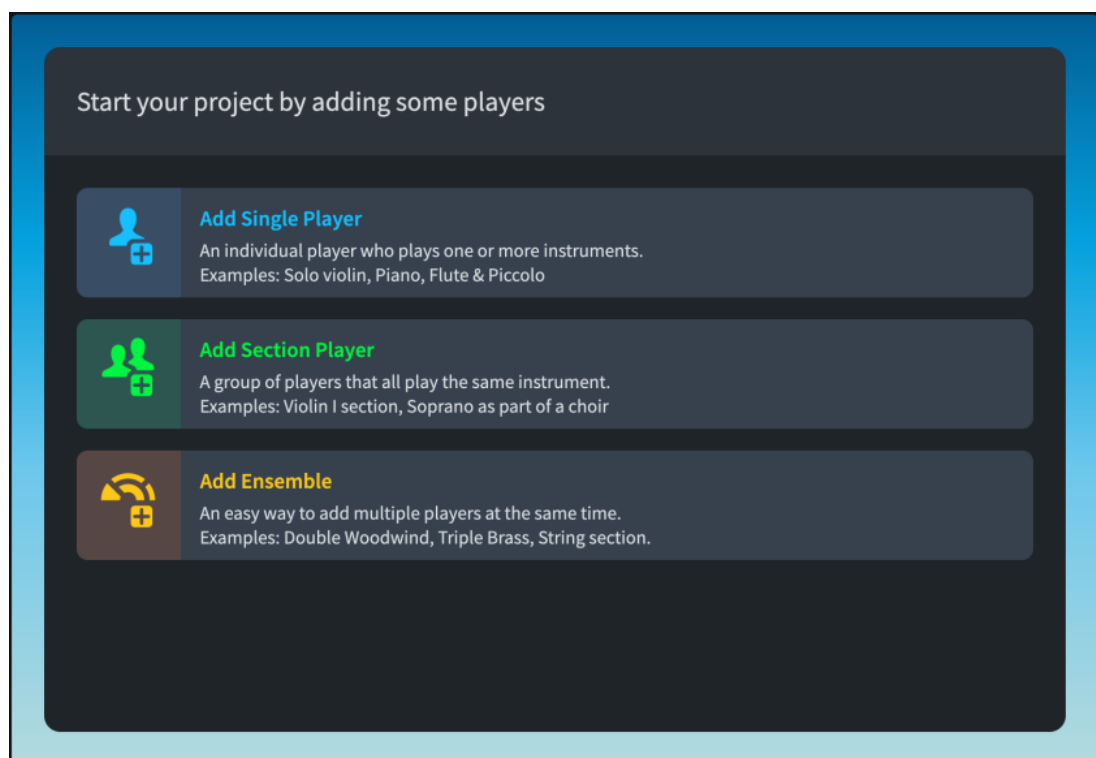 Start your project by adding some players
Add Single Player
An individual player who plays one or more instruments.
Examples: Solo violin, Piano, Flute & Piccolo
Add Section Player
A group of players that all play the same instrument.
Examples: Violin I section, Soprano as part of a choir
Add Ensemble
An easy way to add multiple players at the same time.
Examples: Double Woodwind, Triple Brass, String section.